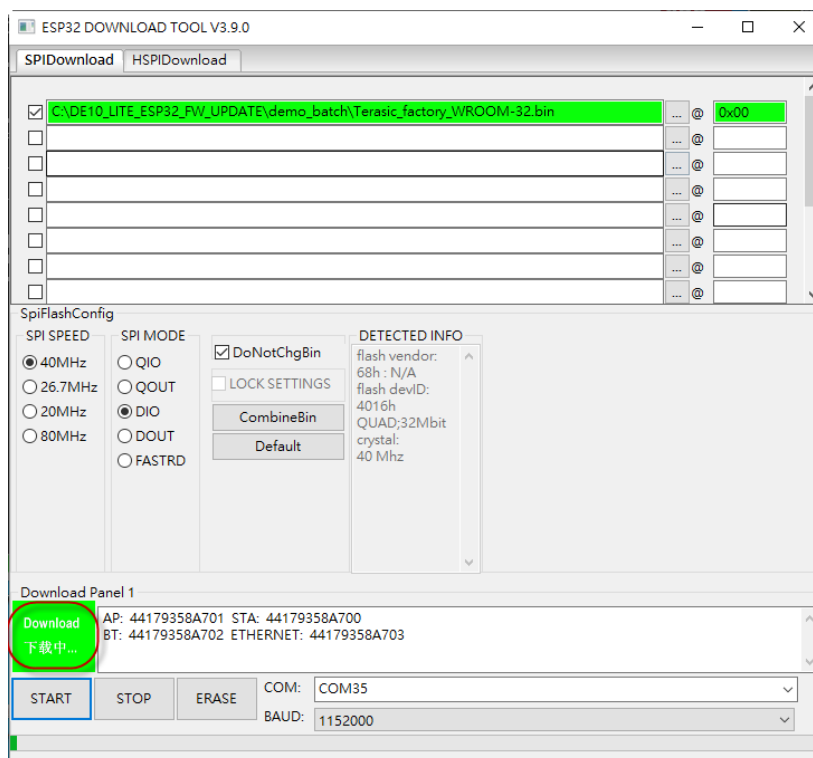 ESP32 DOWNLOAD TOOL V3.9.0
SPIDownload HSPIDownload
C:\DE10_LITE_ESP32_FW_UPDATE\demo_batch\Terasic_factory_WROOM-32.bin ... @ 0x00
... @
... @
... @
... @
... @
... @
... @
SpiFlashConfig
SPI SPEED
40MHz
26.7MHz
20MHz
80MHz
SPI MODE
QIO
QOUT
DIO
DOUT
FASTRD
DoNotChgBin
LOCK SETTINGS
CombineBin
Default
DETECTED INFO
flash vendor:
68h : N/A
flash devID:
4016h
QUAD;32Mbit
crystal:
40 Mhz
Download Panel 1
Download
下载中...
AP: 44179358A701 STA: 44179358A700
BT: 44179358A702 ETHERNET: 44179358A703
START STOP ERASE
COM: COM35
BAUD: 1152000